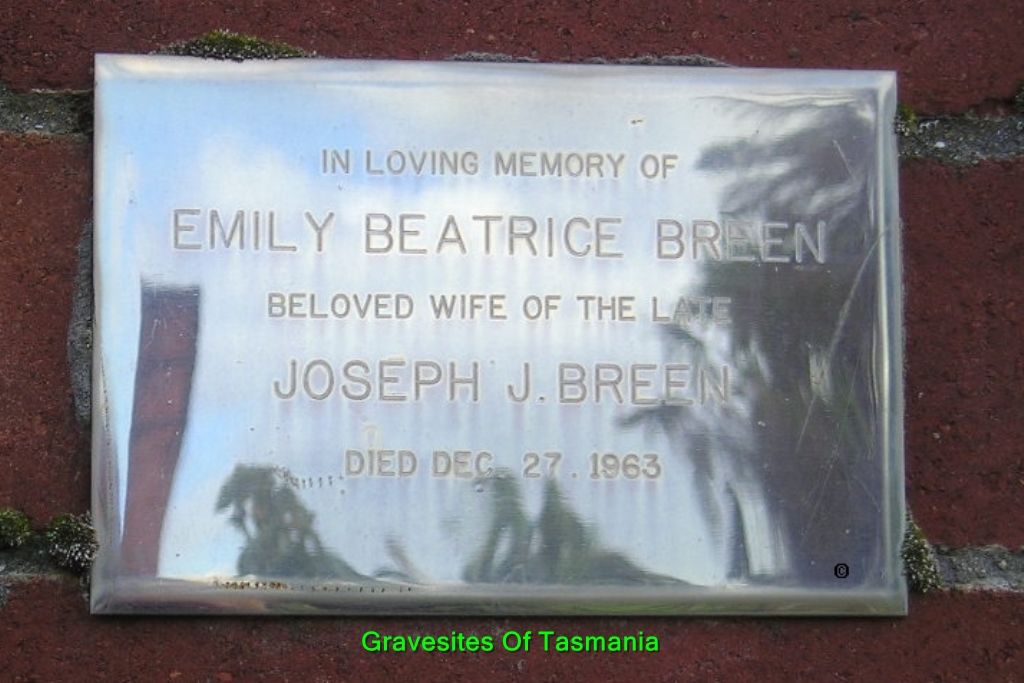 IN LOVING MEMORY OF
EMILY BEATRICE BREEN
BELOVED WIFE OF THE LATE
JOSEPH J. BREEN
DIED DEC. 27. 1963
©
Gravesites Of Tasmania